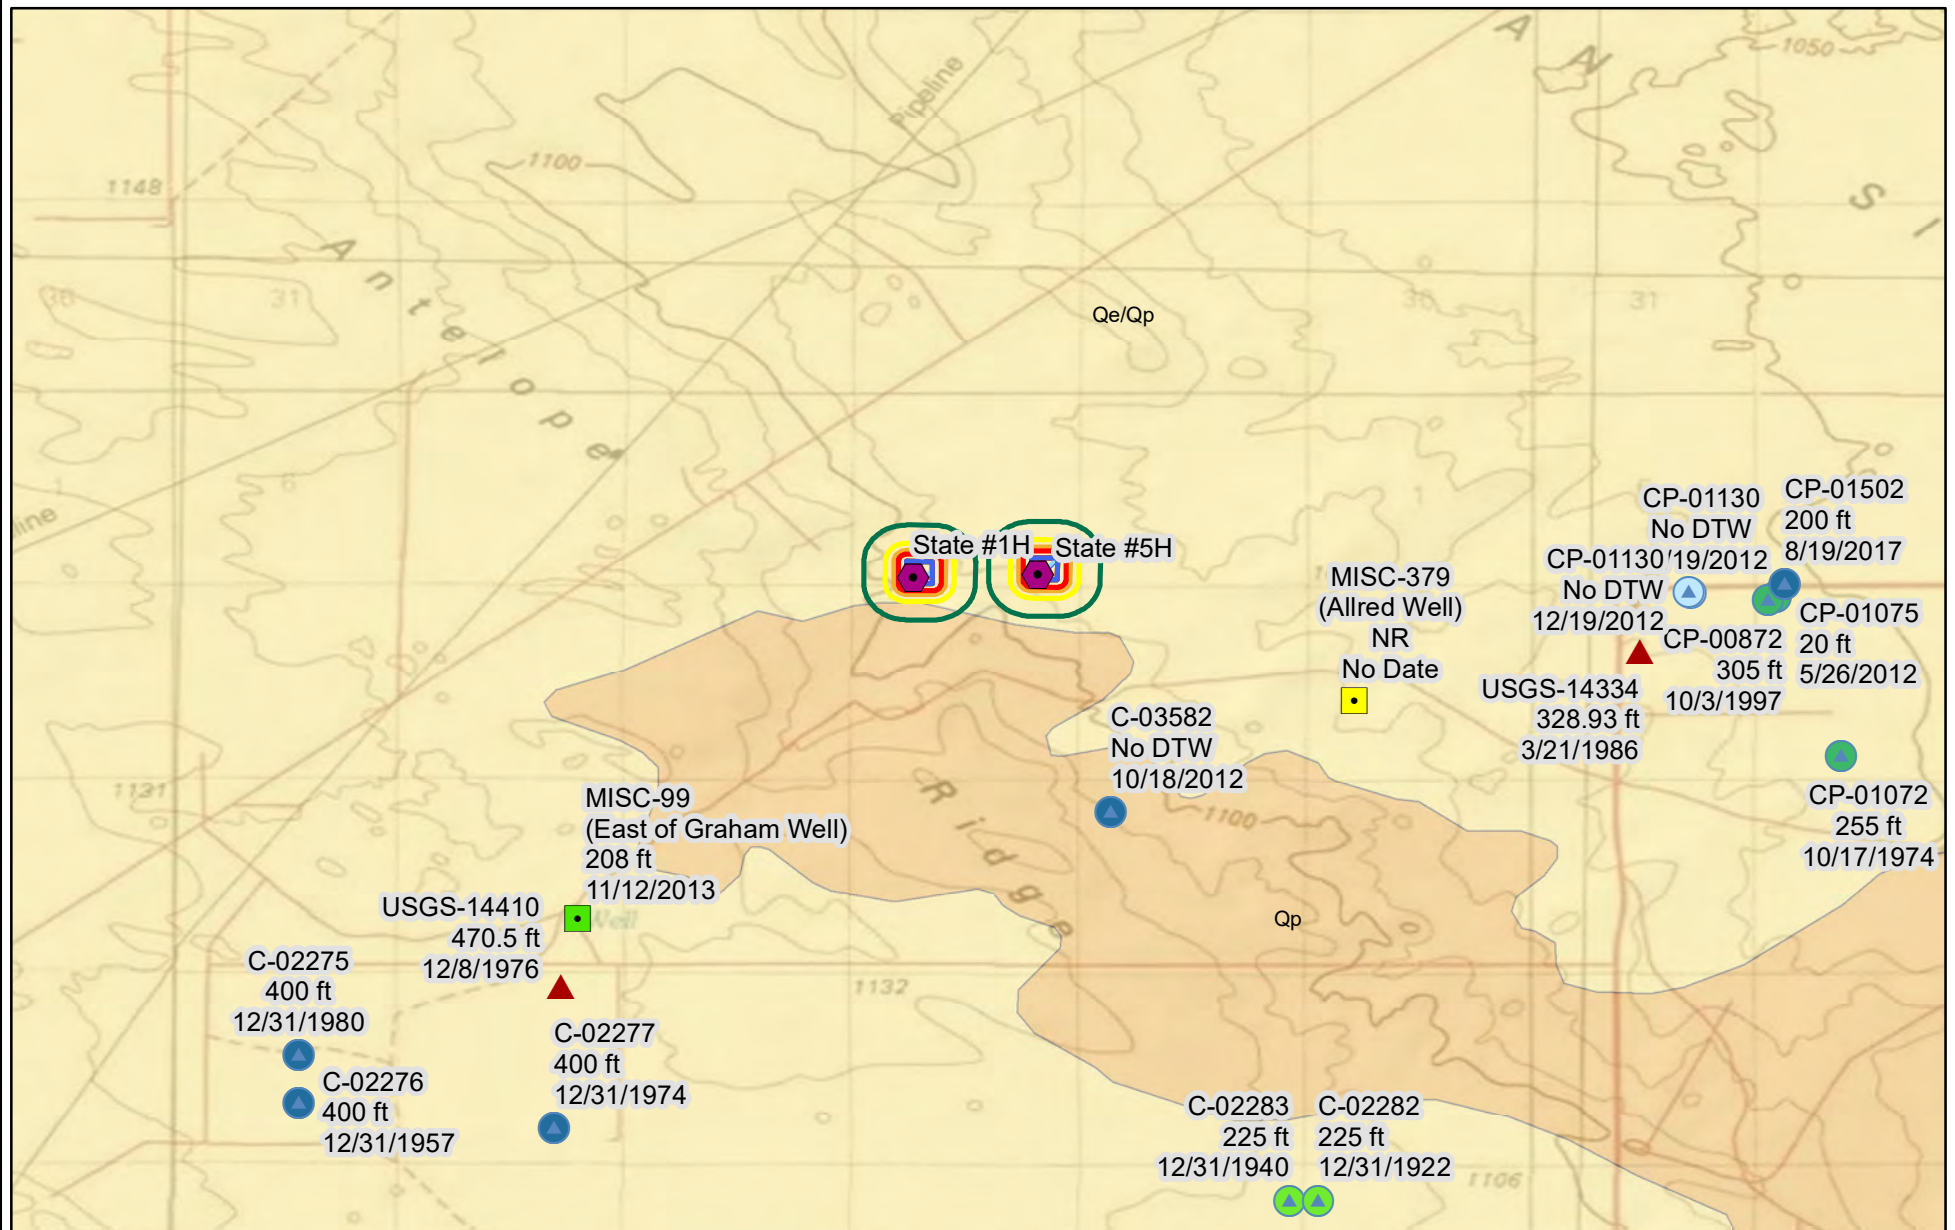 A N
1050
S I
Pipeline
1100
1148
Antelope
30
31
Qe/Qp
30
31
6
1
line
1
State #1H
State #5H
CP-01130
No DTW
/19/2012
CP-01502
200 ft
8/19/2017
CP-01130
No DTW
12/19/2012
MISC-379
(Allred Well)
NR
No Date
CP-01075
20 ft
5/26/2012
CP-00872
305 ft
10/3/1997
USGS-14334
328.93 ft
3/21/1986
C-03582
No DTW
10/18/2012
1100
Ridge
1131
MISC-99
(East of Graham Well)
208 ft
11/12/2013
Well
CP-01072
255 ft
10/17/1974
USGS-14410
470.5 ft
12/8/1976
Qp
C-02275
400 ft
12/31/1980
1132
C-02277
400 ft
12/31/1974
C-02276
400 ft
12/31/1957
C-02283
225 ft
12/31/1940
C-02282
225 ft
12/31/1922
1106